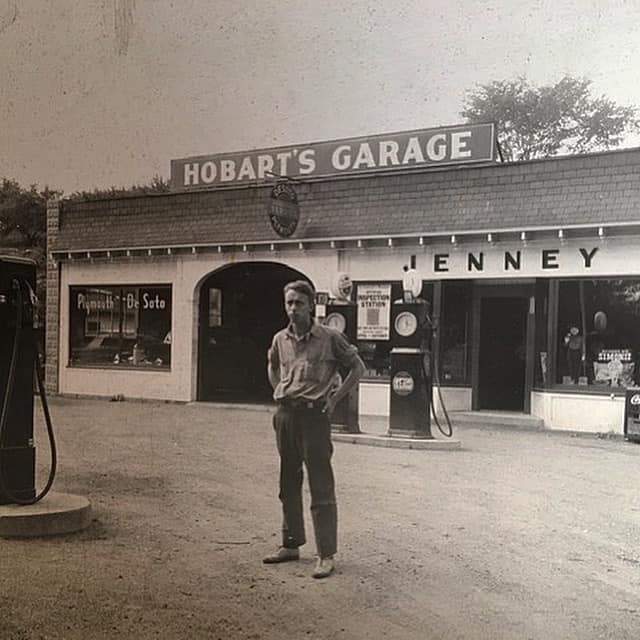 HOBART'S GARAGE
JENNEY
Plymouth - De Soto
INSPECTION
STATION
SIMONIZ